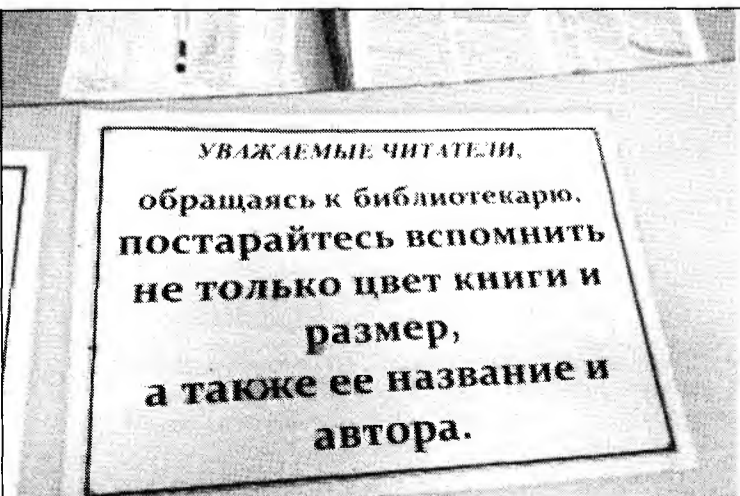 !
УВАЖАЕМЫЕ ЧИТАТЕЛИ,
обращаясь к библиотекарю,
постарайтесь вспомнить
не только цвет книги и
размер,
а также ее название и
автора.